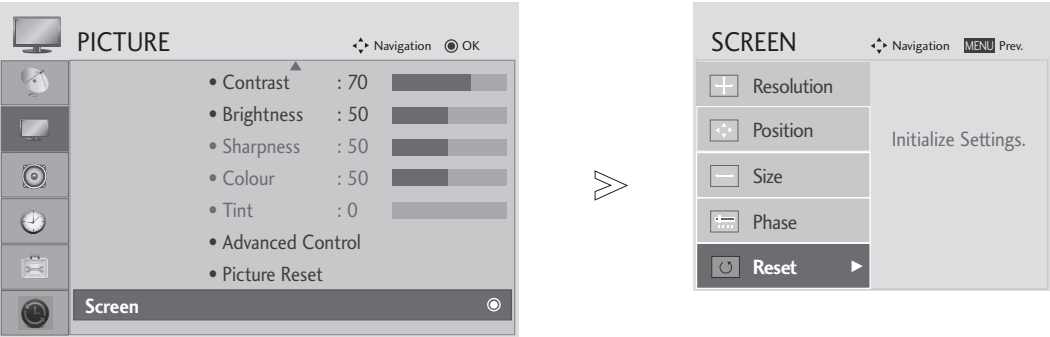 PICTURE
Navigation OK
• Contrast : 70
• Brightness : 50
• Sharpness : 50
• Colour : 50
• Tint : 0
• Advanced Control
• Picture Reset
Screen
SCREEN
Navigation MENU Prev.
Resolution
Position
Size
Phase
Reset
Initialize Settings.